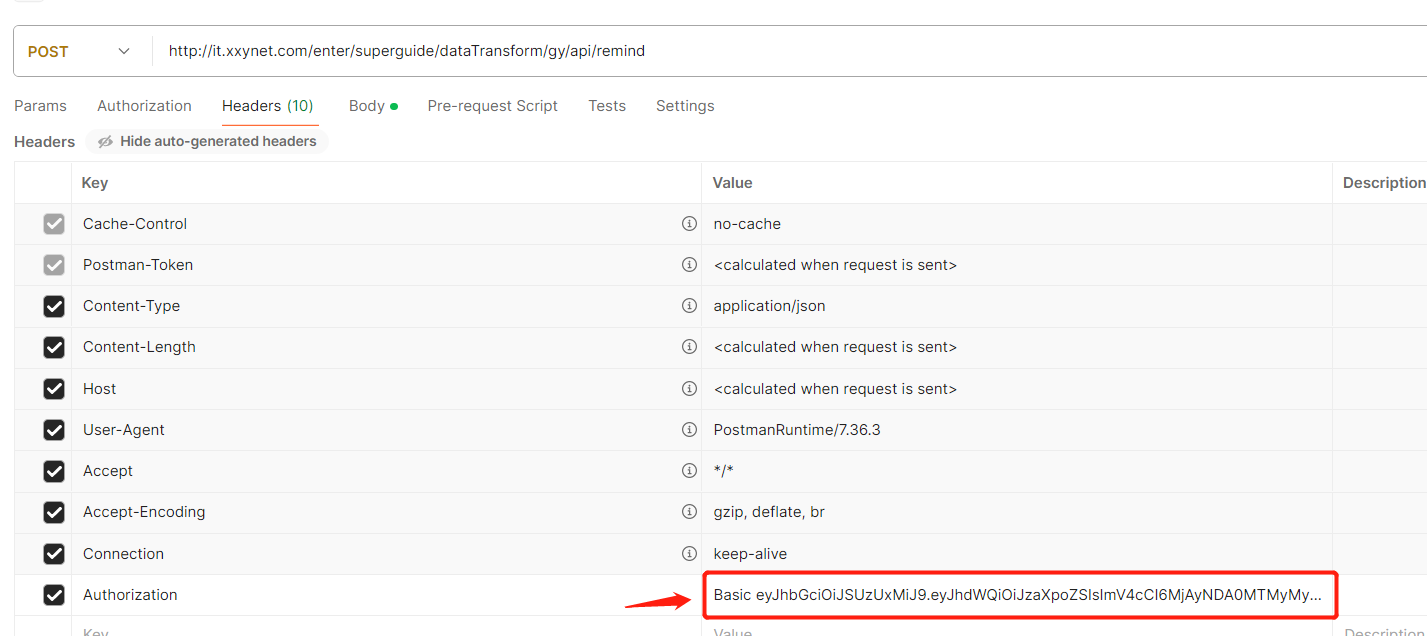 POST http://it.xxynet.com/enter/superguide/dataTransform/gy/api/remind
Params Authorization Headers (10) Body Pre-request Script Tests Settings
Headers Hide auto-generated headers
Key Value Description
Cache-Control no-cache
Postman-Token <calculated when request is sent>
Content-Type application/json
Content-Length <calculated when request is sent>
Host <calculated when request is sent>
User-Agent PostmanRuntime/7.36.3
Accept */*
Accept-Encoding gzip, deflate, br
Connection keep-alive
Authorization Basic eyJhbGciOiJSUzUxMiJ9.eyJhdWQiOiJzaXpoZSIsImV4cCI6MjAyNDA0MTMyMy...
Key Value Description